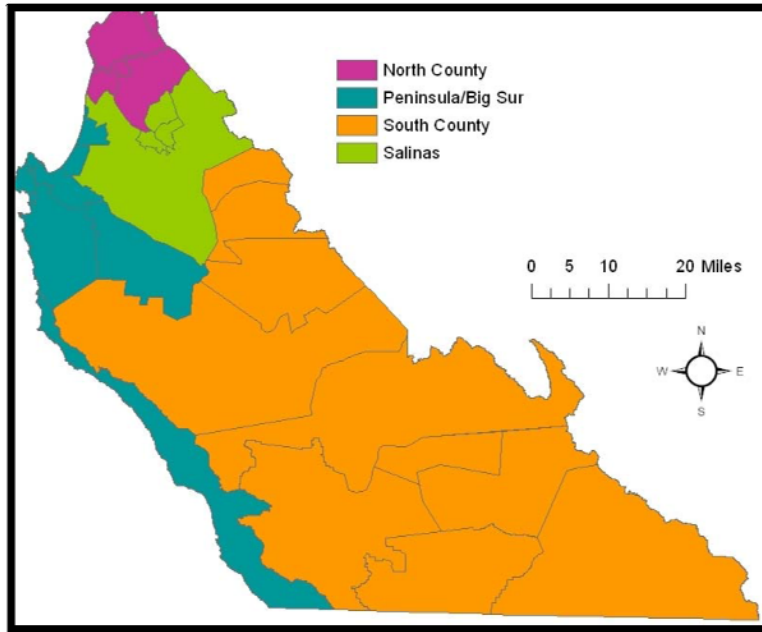 North County
Peninsula/Big Sur
South County
Salinas
0 5 10 20 Miles
N
W E
S